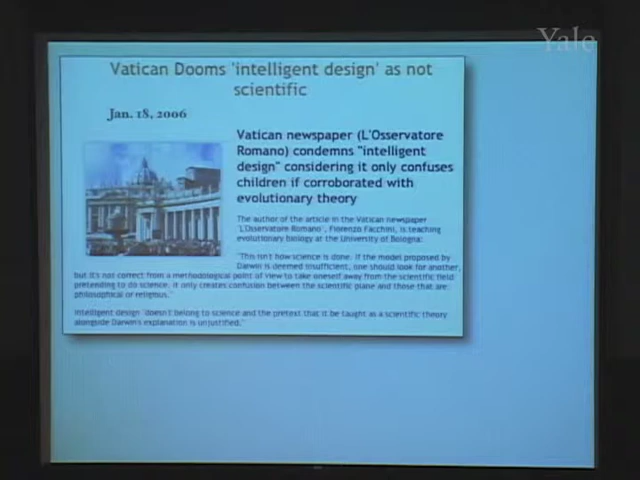 Yale
Vatican Dooms 'intelligent design' as not
scientific
Jan. 18, 2006
Vatican newspaper (L'Osservatore
Romano) condemns "intelligent
design" considering it only confuses
children if corroborated with
evolutionary theory
The author of the article in the Vatican newspaper
'L'Osservatore Romano', Fiorenzo Facchini, is teaching
evolutionary biology at the University of Bologna:
"This isn't how science is done. If the model proposed by
Darwin is deemed insufficient, one should look for another,
but it's not correct from a methodological point of view to take oneself away from the scientific field
pretending to do science. It only creates confusion between the scientific plane and those that are
philosophical or religious."
Intelligent design "doesn't belong to science and the pretext that it be taught as a scientific theory
alongside Darwin's explanation is unjustified."